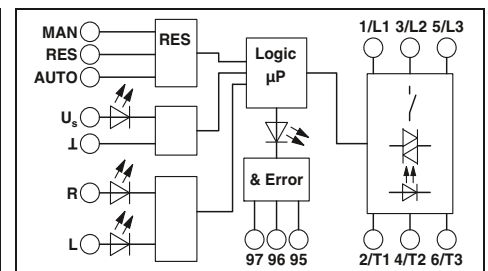 MAN
RES
AUTO
RES
Us
⊥
R
L
Logic
µP
& Error
97 96 95
1/L1 3/L2 5/L3
2/T1 4/T2 6/T3